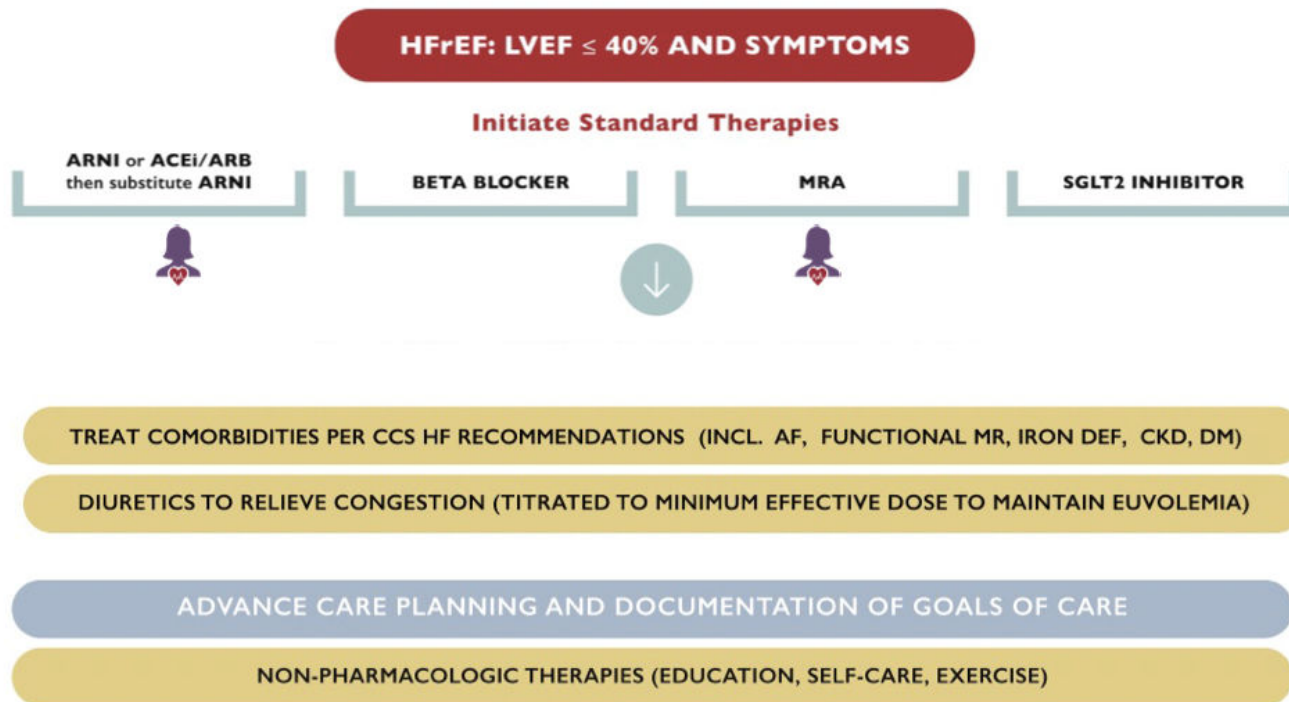 HFrEF: LVEF ≤ 40% AND SYMPTOMS
Initiate Standard Therapies
ARNI or ACEi/ARB
then substitute ARNI
BETA BLOCKER
MRA
SGLT2 INHIBITOR
TREAT COMORBIDITIES PER CCS HF RECOMMENDATIONS (INCL. AF, FUNCTIONAL MR, IRON DEF, CKD, DM)
DIURETICS TO RELIEVE CONGESTION (TITRATED TO MINIMUM EFFECTIVE DOSE TO MAINTAIN EUVOLEMIA)
ADVANCE CARE PLANNING AND DOCUMENTATION OF GOALS OF CARE
NON-PHARMACOLOGIC THERAPIES (EDUCATION, SELF-CARE, EXERCISE)